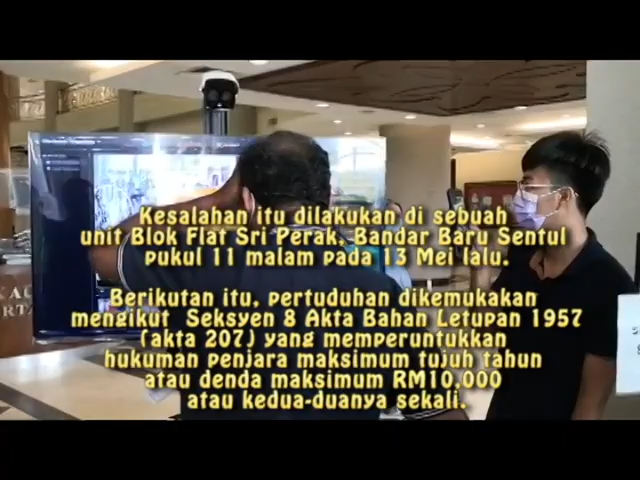 Kesalahan itu dilakukan di sebuah
unit Blok Flat Sri Perak, Bandar Baru Sentul
pukul 11 malam pada 13 Mei lalu.
Berikutan itu, pertuduhan dikemukakan
mengikut Seksyen 8 Akta Bahan Letupan 1957
(akta 207) yang memperuntukkan
hukuman penjara maksimum tujuh tahun
atau denda maksimum RM10,000
atau kedua-duanya sekali.